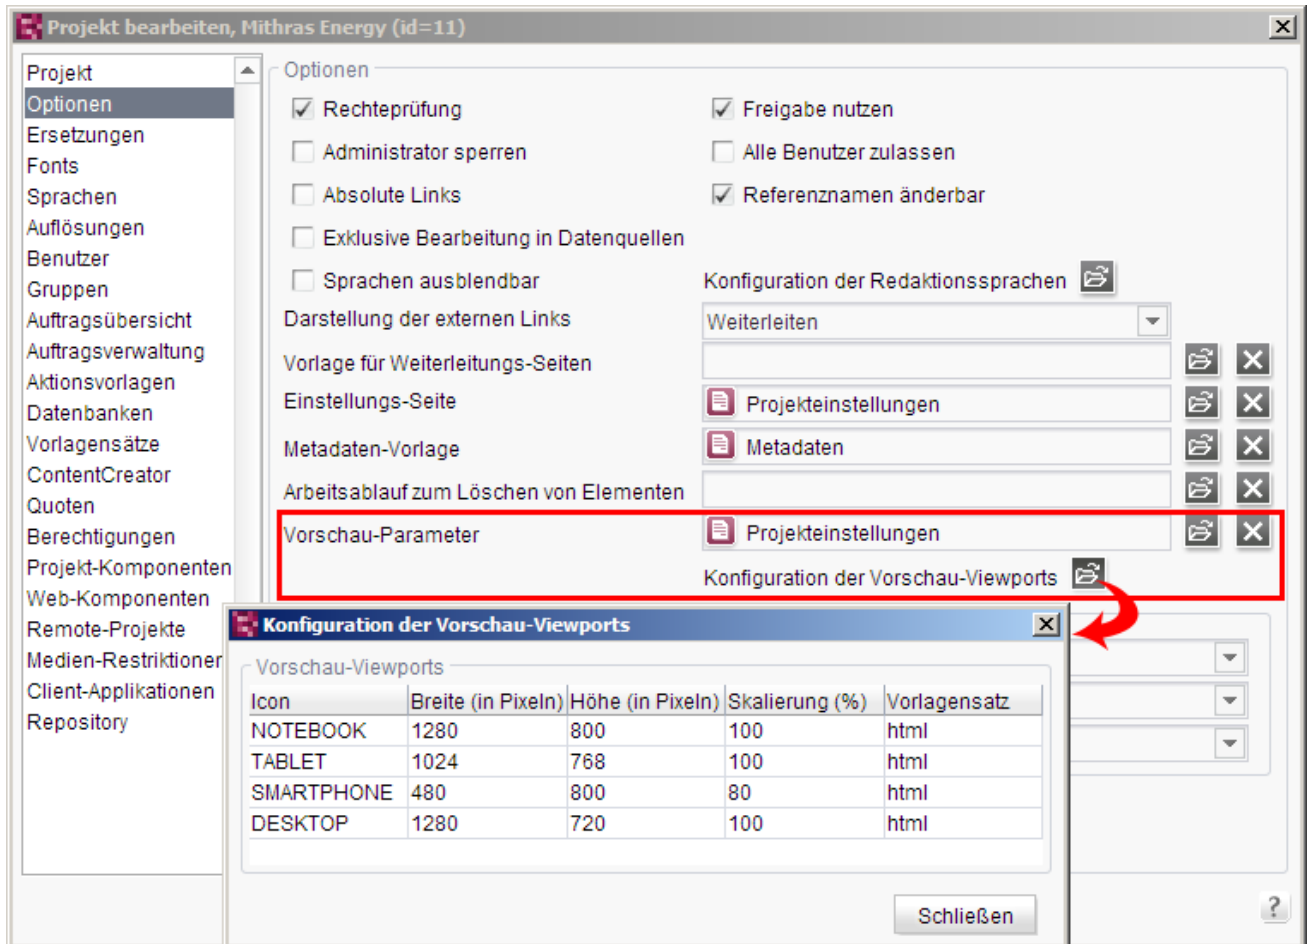 Projekt bearbeiten, Mithras Energy (id=11)
Projekt
Optionen
Ersetzungen
Fonts
Sprachen
Auflösungen
Benutzer
Gruppen
Auftragsübersicht
Auftragsverwaltung
Aktionsvorlagen
Datenbanken
Vorlagensätze
ContentCreator
Quoten
Berechtigungen
Projekt-Komponenten
Web-Komponenten
Remote-Projekte
Medien-Restriktionen
Client-Applikationen
Repository
Optionen
Rechteprüfung Freigabe nutzen
Administrator sperren Alle Benutzer zulassen
Absolute Links Referenznamen änderbar
Exklusive Bearbeitung in Datenquellen
Sprachen ausblendbar Konfiguration der Redaktionssprachen
Darstellung der externen Links Weiterleiten
Vorlage für Weiterleitungs-Seiten
Einstellungs-Seite Projekteinstellungen
Metadaten-Vorlage Metadaten
Arbeitsablauf zum Löschen von Elementen
Vorschau-Parameter Projekteinstellungen
Konfiguration der Vorschau-Viewports
Konfiguration der Vorschau-Viewports
Vorschau-Viewports
Icon Breite (in Pixeln) Höhe (in Pixeln) Skalierung (%) Vorlagensatz
NOTEBOOK 1280 800 100 html
TABLET 1024 768 100 html
SMARTPHONE 480 800 80 html
DESKTOP 1280 720 100 html
Schließen
?